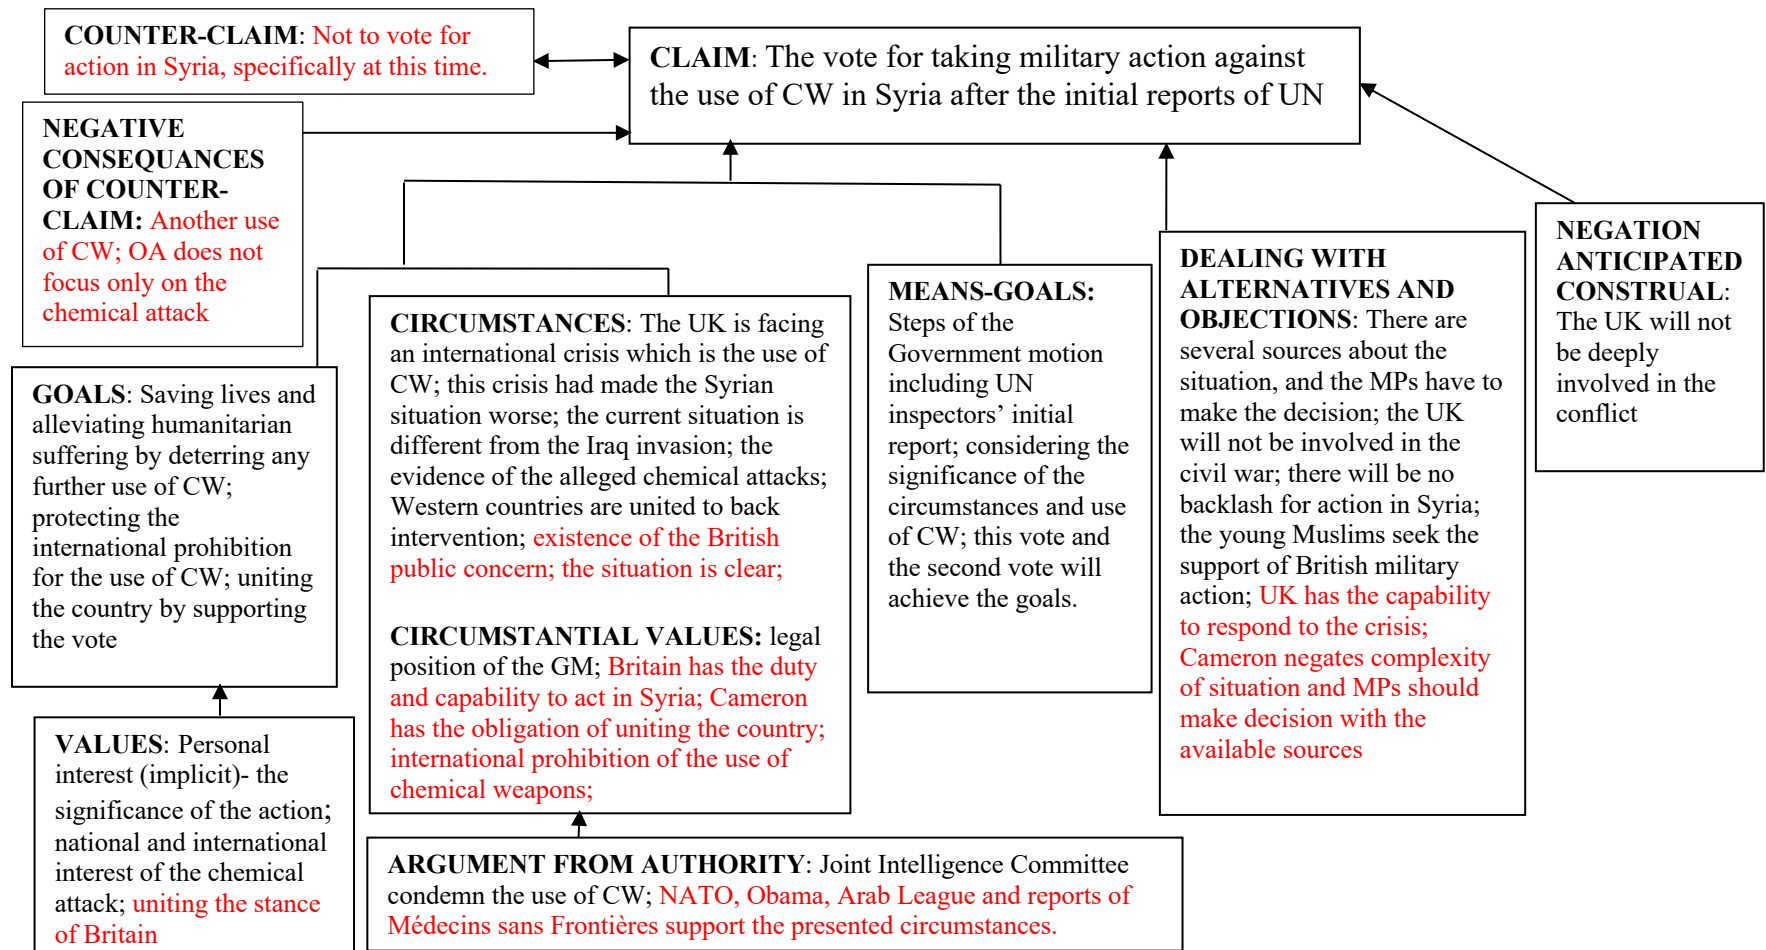 COUNTER-CLAIM: Not to vote for
action in Syria, specifically at this time.
CLAIM: The vote for taking military action against
the use of CW in Syria after the initial reports of UN
NEGATIVE
CONSEQUANCES
OF COUNTER-
CLAIM: Another use
of CW; OA does not
focus only on the
chemical attack
GOALS: Saving lives and
alleviating humanitarian
suffering by deterring any
further use of CW;
protecting the
international prohibition
for the use of CW; uniting
the country by supporting
the vote
VALUES: Personal
interest (implicit)- the
significance of the action;
national and international
interest of the chemical
attack; uniting the stance
of Britain
CIRCUMSTANCES: The UK is facing
an international crisis which is the use of
CW; this crisis had made the Syrian
situation worse; the current situation is
different from the Iraq invasion; the
evidence of the alleged chemical attacks;
Western countries are united to back
intervention; existence of the British
public concern; the situation is clear;
CIRCUMSTANTIAL VALUES: legal
position of the GM; Britain has the duty
and capability to act in Syria; Cameron
has the obligation of uniting the country;
international prohibition of the use of
chemical weapons;
ARGUMENT FROM AUTHORITY: Joint Intelligence Committee
condemn the use of CW; NATO, Obama, Arab League and reports of
Médecins sans Frontières support the presented circumstances.
MEANS-GOALS:
Steps of the
Government motion
including UN
inspectors’ initial
report; considering the
significance of the
circumstances and use
of CW; this vote and
the second vote will
achieve the goals.
DEALING WITH
ALTERNATIVES AND
OBJECTIONS: There are
several sources about the
situation, and the MPs have to
make the decision; the UK
will not be involved in the
civil war; there will be no
backlash for action in Syria;
the young Muslims seek the
support of British military
action; UK has the capability
to respond to the crisis;
Cameron negates complexity
of situation and MPs should
make decision with the
available sources
NEGATION
ANTICIPATED
CONSTRUAL:
The UK will not
be deeply
involved in the
conflict